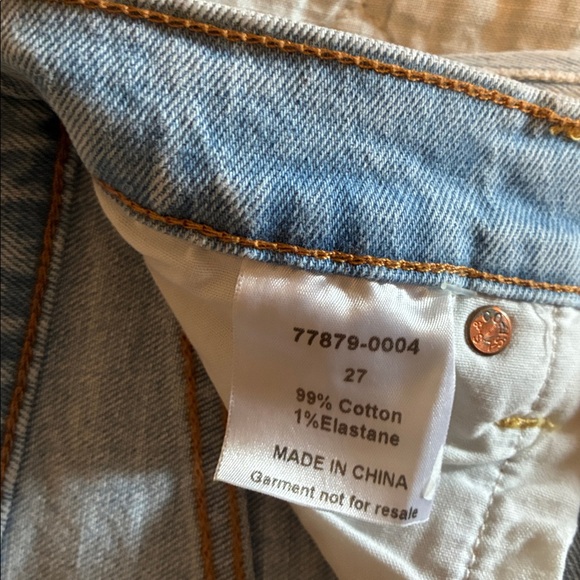 77879-0004
27
99% Cotton
1%Elastane
MADE IN CHINA
Garment not for resale